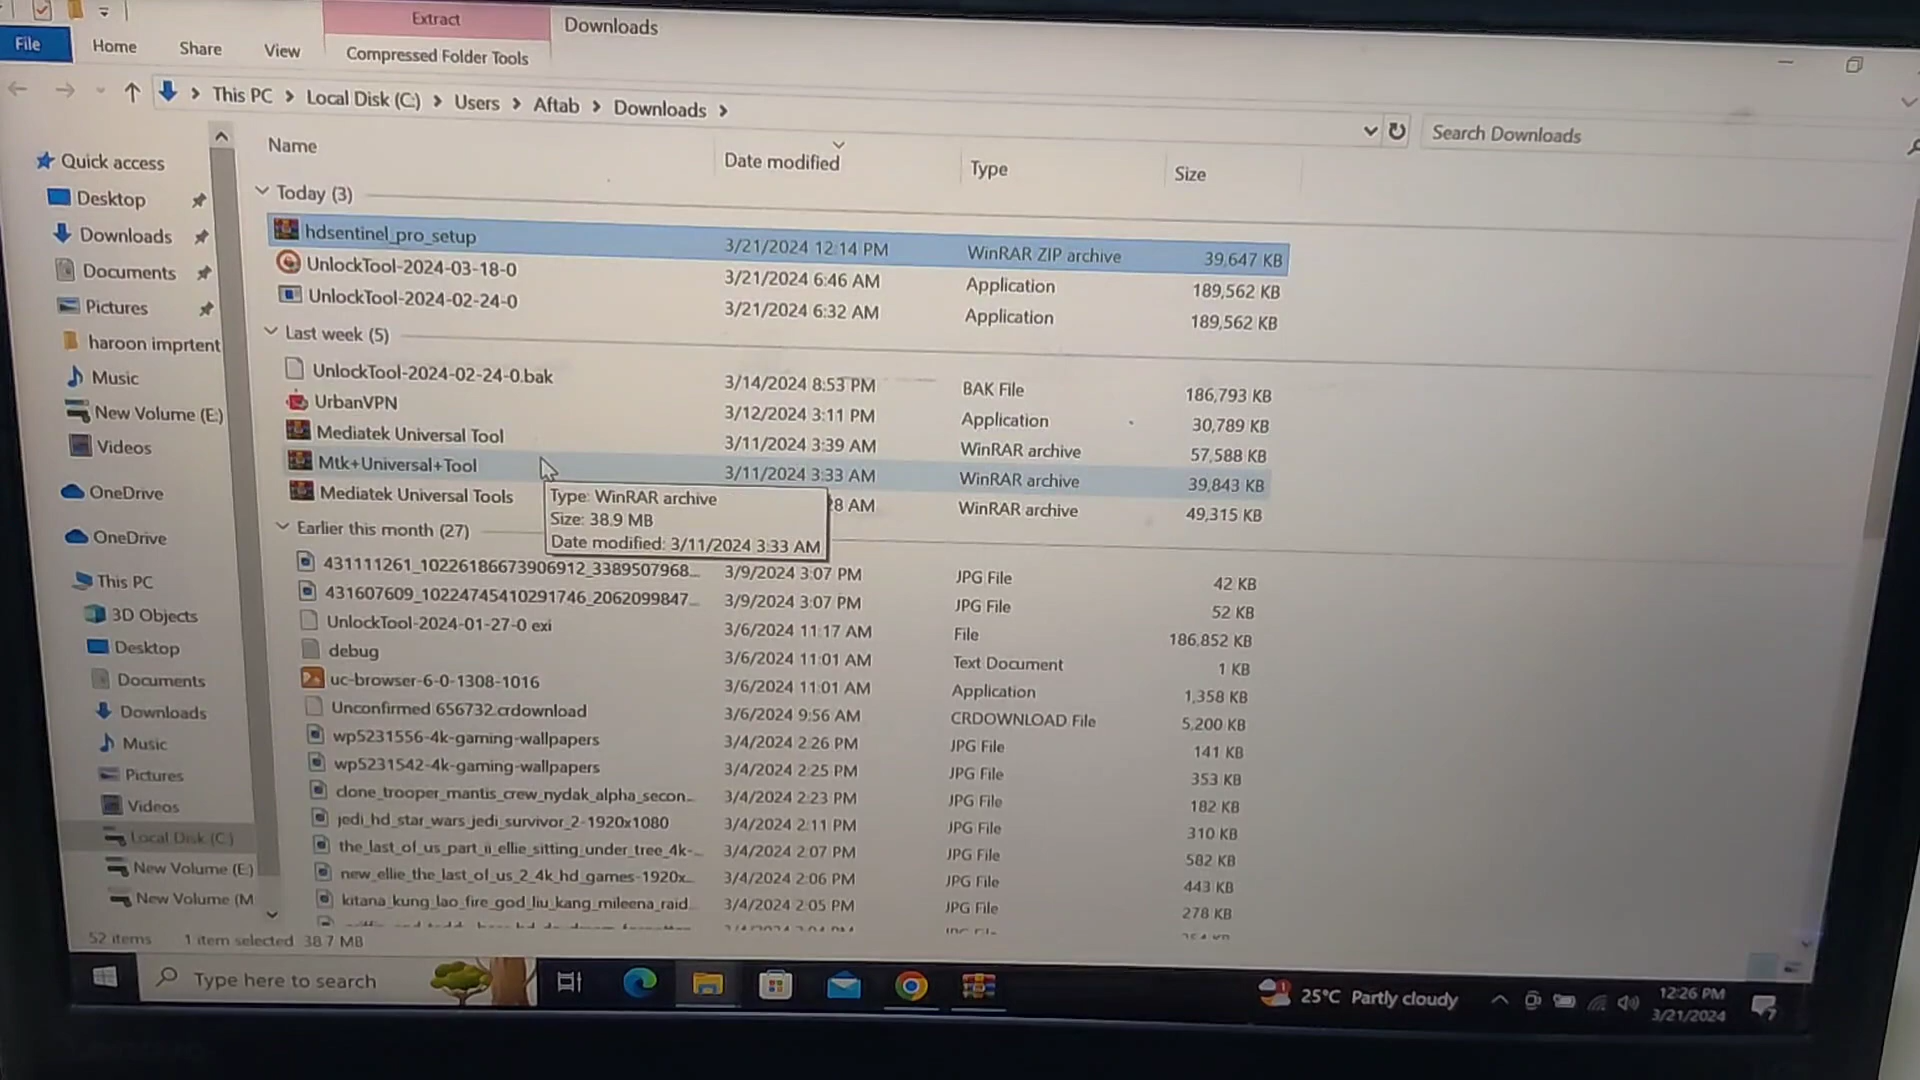 Extract
Downloads
File
Home
Share
View
Compressed Folder Tools
This PC
Local Disk (C:)
Users
Aftab
Downloads
Search Downloads
Name
Date modified
Type
Size
Quick access
Desktop
Downloads
Documents
Pictures
haroon imprtent
Music
New Volume (E:)
Videos
OneDrive
OneDrive
This PC
3D Objects
Desktop
Documents
Downloads
Music
Pictures
Videos
Local Disk (C:)
New Volume (E:)
New Volume (M
Today (3)
hdsentinel_pro_setup 3/21/2024 12:14 PM WinRAR ZIP archive 39,647 KB
UnlockTool-2024-03-18-0 3/21/2024 6:46 AM Application 189,562 KB
UnlockTool-2024-02-24-0 3/21/2024 6:32 AM Application 189,562 KB
Last week (5)
UnlockTool-2024-02-24-0.bak 3/14/2024 8:53 PM BAK File 186,793 KB
UrbanVPN 3/12/2024 3:11 PM Application 30,789 KB
Mediatek Universal Tool 3/11/2024 3:39 AM WinRAR archive 57,588 KB
Mtk+Universal+Tool 3/11/2024 3:33 AM WinRAR archive 39,843 KB
Mediatek Universal Tools 28 AM WinRAR archive 49,315 KB
Type: WinRAR archive
Size: 38.9 MB
Date modified: 3/11/2024 3:33 AM
Earlier this month (27)
431111261_10226186673906912_3389507968... 3/9/2024 3:07 PM JPG File 42 KB
431607609_10224745410291746_2062099847... 3/9/2024 3:07 PM JPG File 52 KB
UnlockTool-2024-01-27-0 exi 3/6/2024 11:17 AM File 186,852 KB
debug 3/6/2024 11:01 AM Text Document 1 KB
uc-browser-6-0-1308-1016 3/6/2024 11:01 AM Application 1,358 KB
Unconfirmed 656732.crdownload 3/6/2024 9:56 AM CRDOWNLOAD File 5,200 KB
wp5231556-4k-gaming-wallpapers 3/4/2024 2:26 PM JPG File 141 KB
wp5231542-4k-gaming-wallpapers 3/4/2024 2:25 PM JPG File 353 KB
clone_trooper_mantis_crew_nydak_alpha_secon... 3/4/2024 2:23 PM JPG File 182 KB
jedi_hd_star_wars_jedi_survivor_2-1920x1080 3/4/2024 2:11 PM JPG File 310 KB
the_last_of_us_part_ii_ellie_sitting_under_tree_4k-... 3/4/2024 2:07 PM JPG File 582 KB
new_ellie_the_last_of_us_2_4k_hd_games-1920x... 3/4/2024 2:06 PM JPG File 443 KB
kitana_kung_lao_fire_god_liu_kang_mileena_raid... 3/4/2024 2:05 PM JPG File 278 KB
52 items 1 item selected 38.7 MB
Type here to search
25°C Partly cloudy
12:26 PM
3/21/2024
7